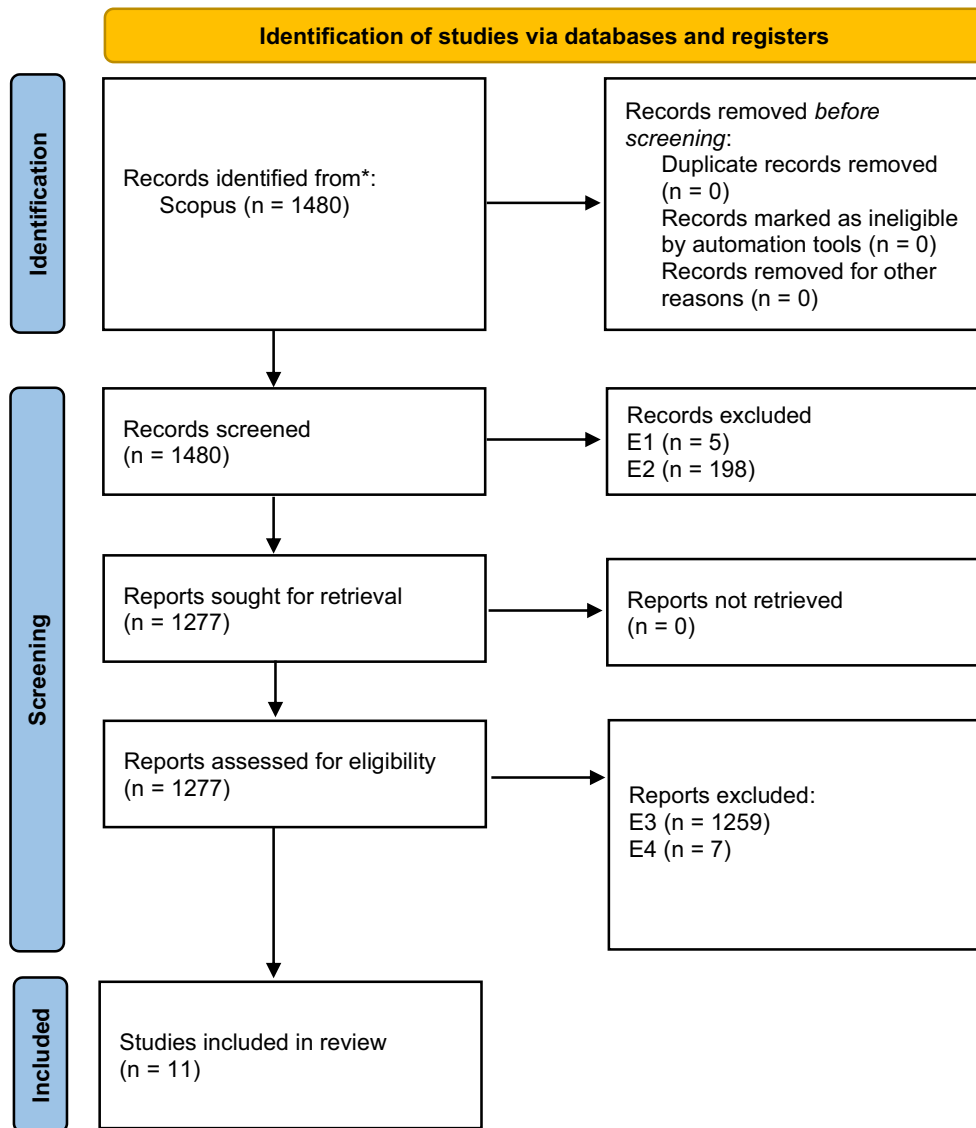 Identification of studies via databases and registers
Identification
Records identified from*:
Scopus (n = 1480)
Records removed before
screening:
Duplicate records removed
(n = 0)
Records marked as ineligible
by automation tools (n = 0)
Records removed for other
reasons (n = 0)
Screening
Records screened
(n = 1480)
Records excluded
E1 (n = 5)
E2 (n = 198)
Reports sought for retrieval
(n = 1277)
Reports not retrieved
(n = 0)
Reports assessed for eligibility
(n = 1277)
Reports excluded:
E3 (n = 1259)
E4 (n = 7)
Included
Studies included in review
(n = 11)